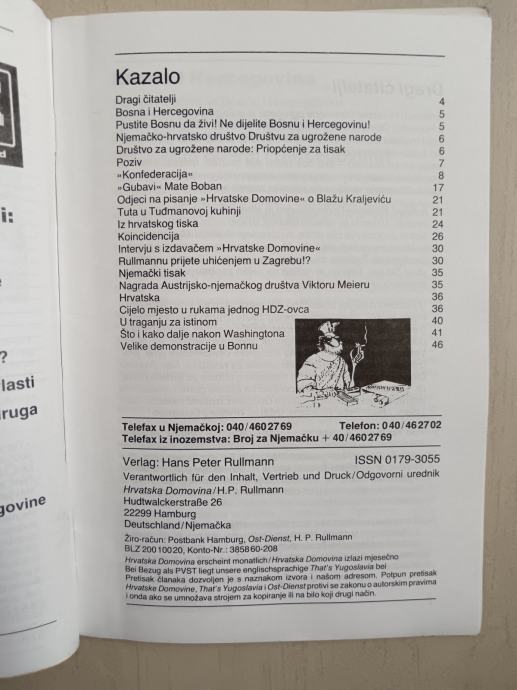 Kazalo
Dragi čitatelji 4
Bosna i Hercegovina 5
Pustite Bosnu da živi! Ne dijelite Bosnu i Hercegovinu! 5
Njemačko-hrvatsko društvo Društvu za ugrožene narode 6
Društvo za ugrožene narode: Priopćenje za tisak 6
Poziv 7
»Konfederacija« 8
»Gubavi« Mate Boban 17
Odjeci na pisanje »Hrvatske Domovine« o Blažu Kraljeviću 21
Tuta u Tuđmanovoj kuhinji 21
Iz hrvatskog tiska 24
Koincidencija 26
Intervju s izdavačem »Hrvatske Domovine« 30
Rullmannu prijete uhićenjem u Zagrebu!? 30
Njemački tisak 35
Nagrada Austrijsko-njemačkog društva Viktoru Meieru 35
Hrvatska 36
Cijelo mjesto u rukama jednog HDZ-ovca 36
U traganju za istinom 40
Što i kako dalje nakon Washingtona 41
Velike demonstracije u Bonnu 46
Telefax u Njemačkoj: 040/4602769 Telefon: 040/462702
Telefax iz inozemstva: Broj za Njemačku + 40/4602769
Verlag: Hans Peter Rullmann ISSN 0179-3055
Verantwortlich für den Inhalt, Vertrieb und Druck/Odgovorni urednik
Hrvatska Domovina/H.P. Rullmann
Hudtwalckerstraße 26
22299 Hamburg
Deutschland/Njemačka
Žiro-račun: Postbank Hamburg, Ost-Dienst, H. P. Rullmann
BLZ 200 100 20, Konto-Nr.: 3858 60-208
Hrvatska Domovina erscheint monatlich/Hrvatska Domovina izlazi mjesečno
Bei Bezug als PVST liegt unsere englischsprachige That's Yugoslavia bei
Pretisak članaka dozvoljen je s naznakom izvora i našom adresom. Potpun pretisak
Hrvatske Domovine, That's Yugoslavia i Ost-Dienst protivi se zakonu o autorskim pravima
i onda ako se umnožava strojem za kopiranje ili na bilo koji drugi način.
i:
?
lasti
ruga
govine